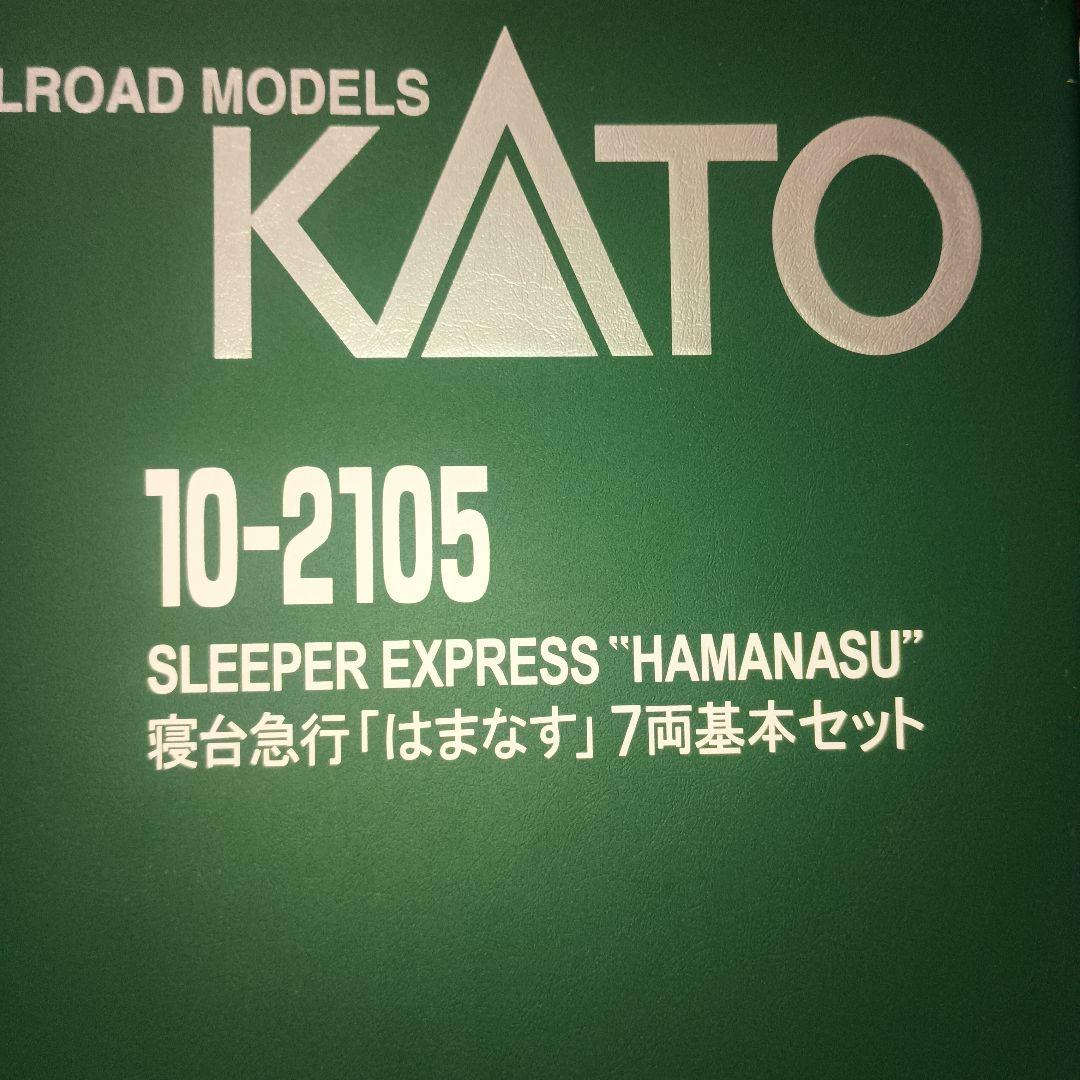 LROAD MODELS
KATO
10-2105
SLEEPER EXPRESS "HAMANASU"
寝台急行「はまなす」7両基本セット